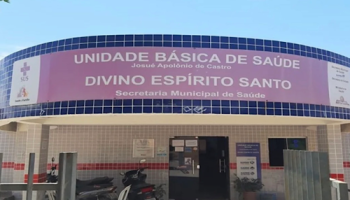 UNIDADE BÁSICA DE SAÚDE
Josué Apolônio de Castro
DIVINO ESPÍRITO SANTO
Secretaria Municipal de Saúde